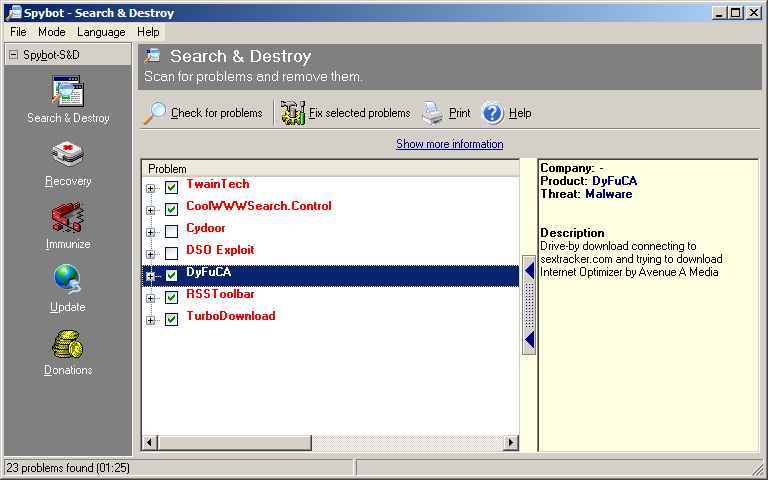 Spybot - Search & Destroy
File Mode Language Help
Spybot-S&D
Search & Destroy
Recovery
Immunize
Update
Donations
Search & Destroy
Scan for problems and remove them.
Check for problems Fix selected problems Print Help
Show more information
Problem
TwainTech
CoolWWWSearch.Control
Cydoor
DSO Exploit
DyFuCA
RSSToolbar
TurboDownload
Company: -
Product: DyFuCA
Threat: Malware
Description
Drive-by download connecting to
sextracker.com and trying to download
Internet Optimizer by Avenue A Media
23 problems found (01:25)